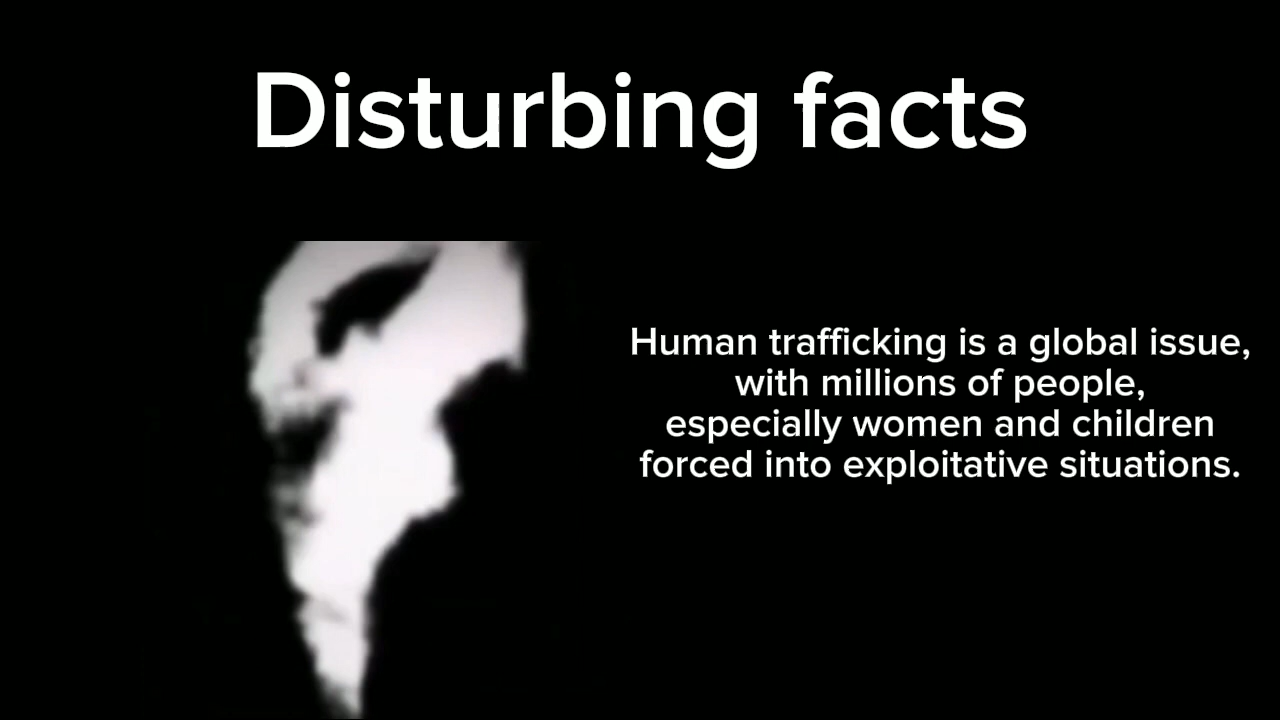 Disturbing facts
Human trafficking is a global issue,
with millions of people,
especially women and children
forced into exploitative situations.